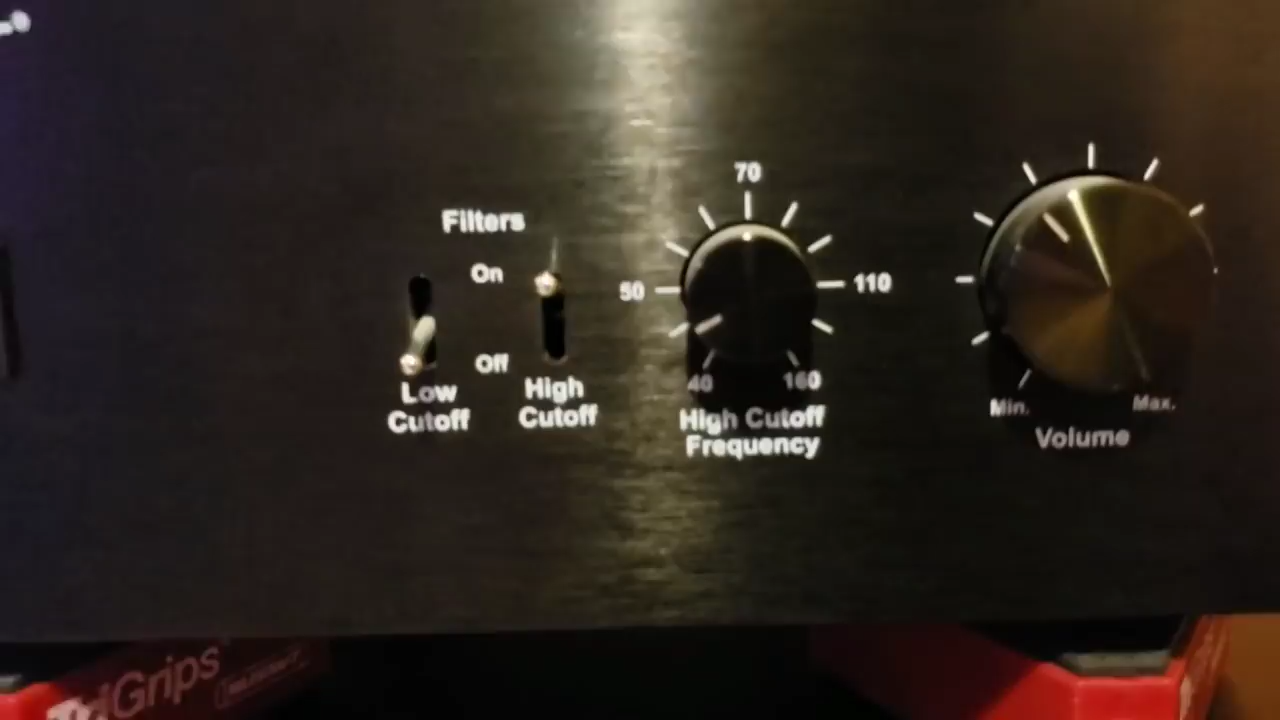 Filters
On
Off
Low
Cutoff
High
Cutoff
70
50
110
40
160
High Cutoff
Frequency
Min.
Max.
Volume
Grips